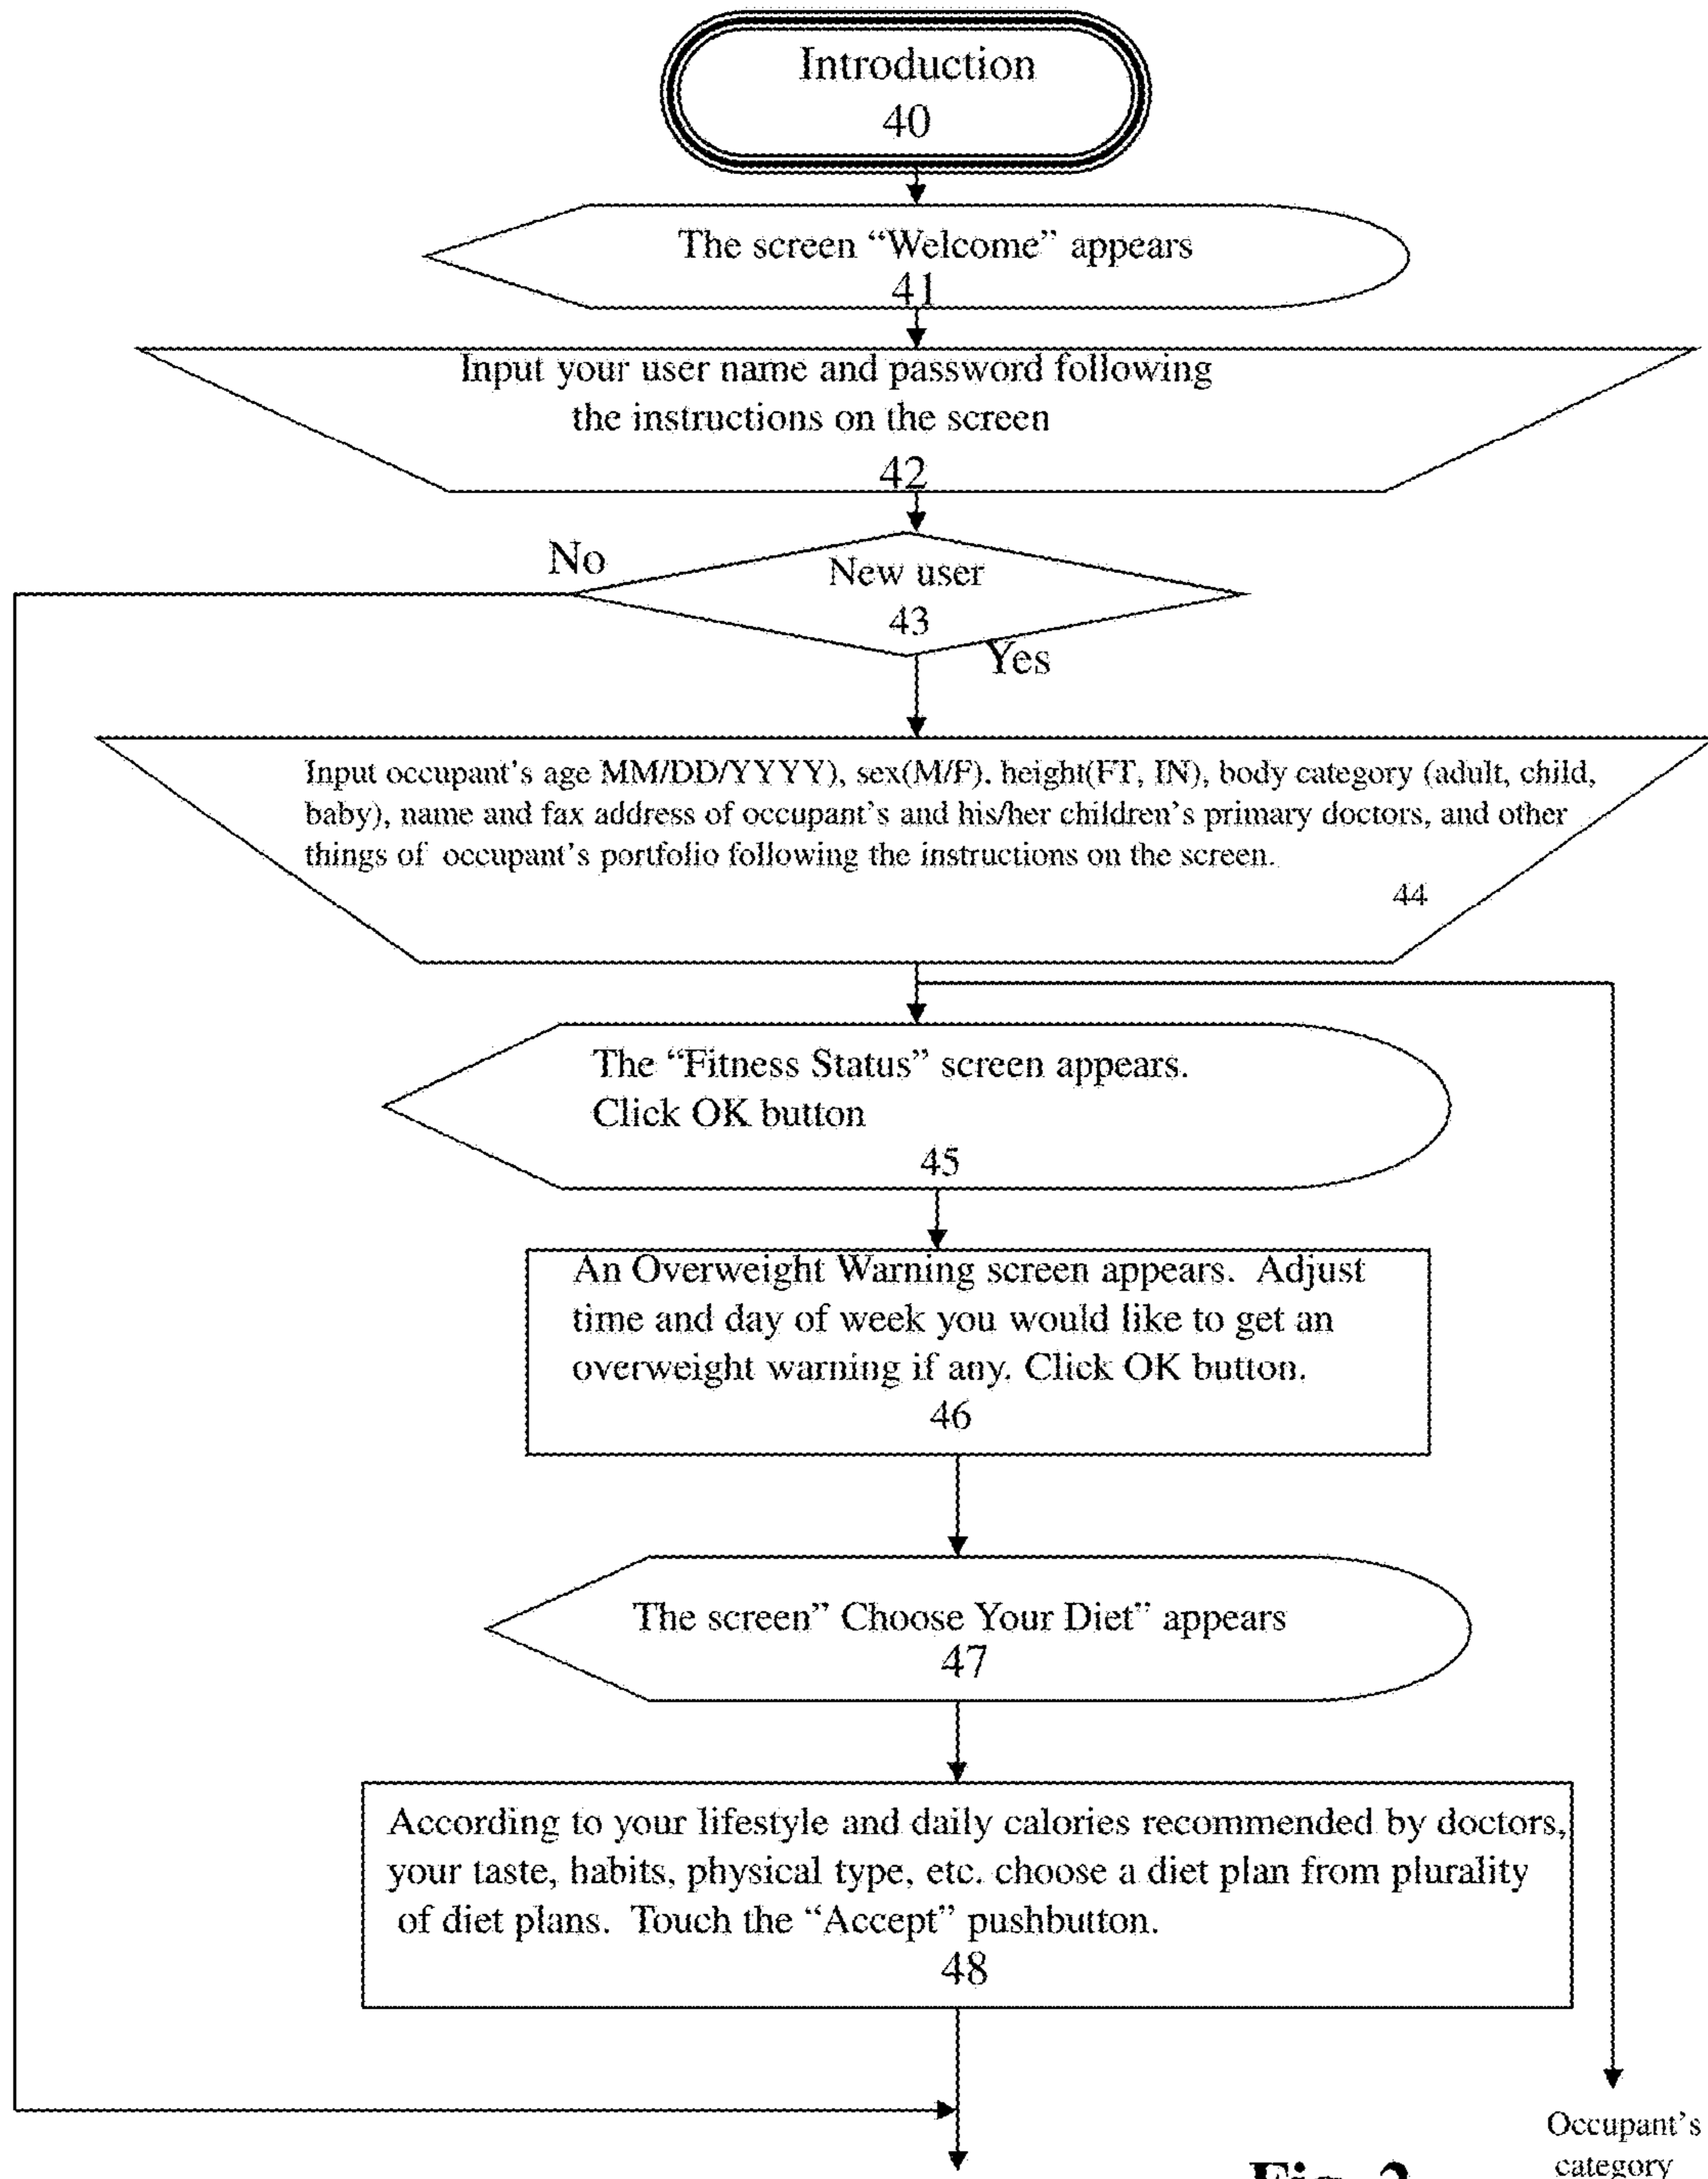 Introduction
40
The screen “Welcome” appears
41
Input your user name and password following
the instructions on the screen
42
No
New user
43
Yes
Input occupant’s age MM/DD/YYYY), sex(M/F). height(FT, IN), body category (adult, child,
baby), name and fax address of occupant’s and his/her children’s primary doctors, and other
things of occupant’s portfolio following the instructions on the screen.
44
The “Fitness Status” screen appears.
Click OK button
45
An Overweight Warning screen appears. Adjust
time and day of week you would like to get an
overweight warning if any. Click OK button.
46
The screen” Choose Your Diet” appears
47
According to your lifestyle and daily calories recommended by doctors,
your taste, habits, physical type, etc. choose a diet plan from plurality
of diet plans. Touch the “Accept” pushbutton.
48
Occupant’s
category